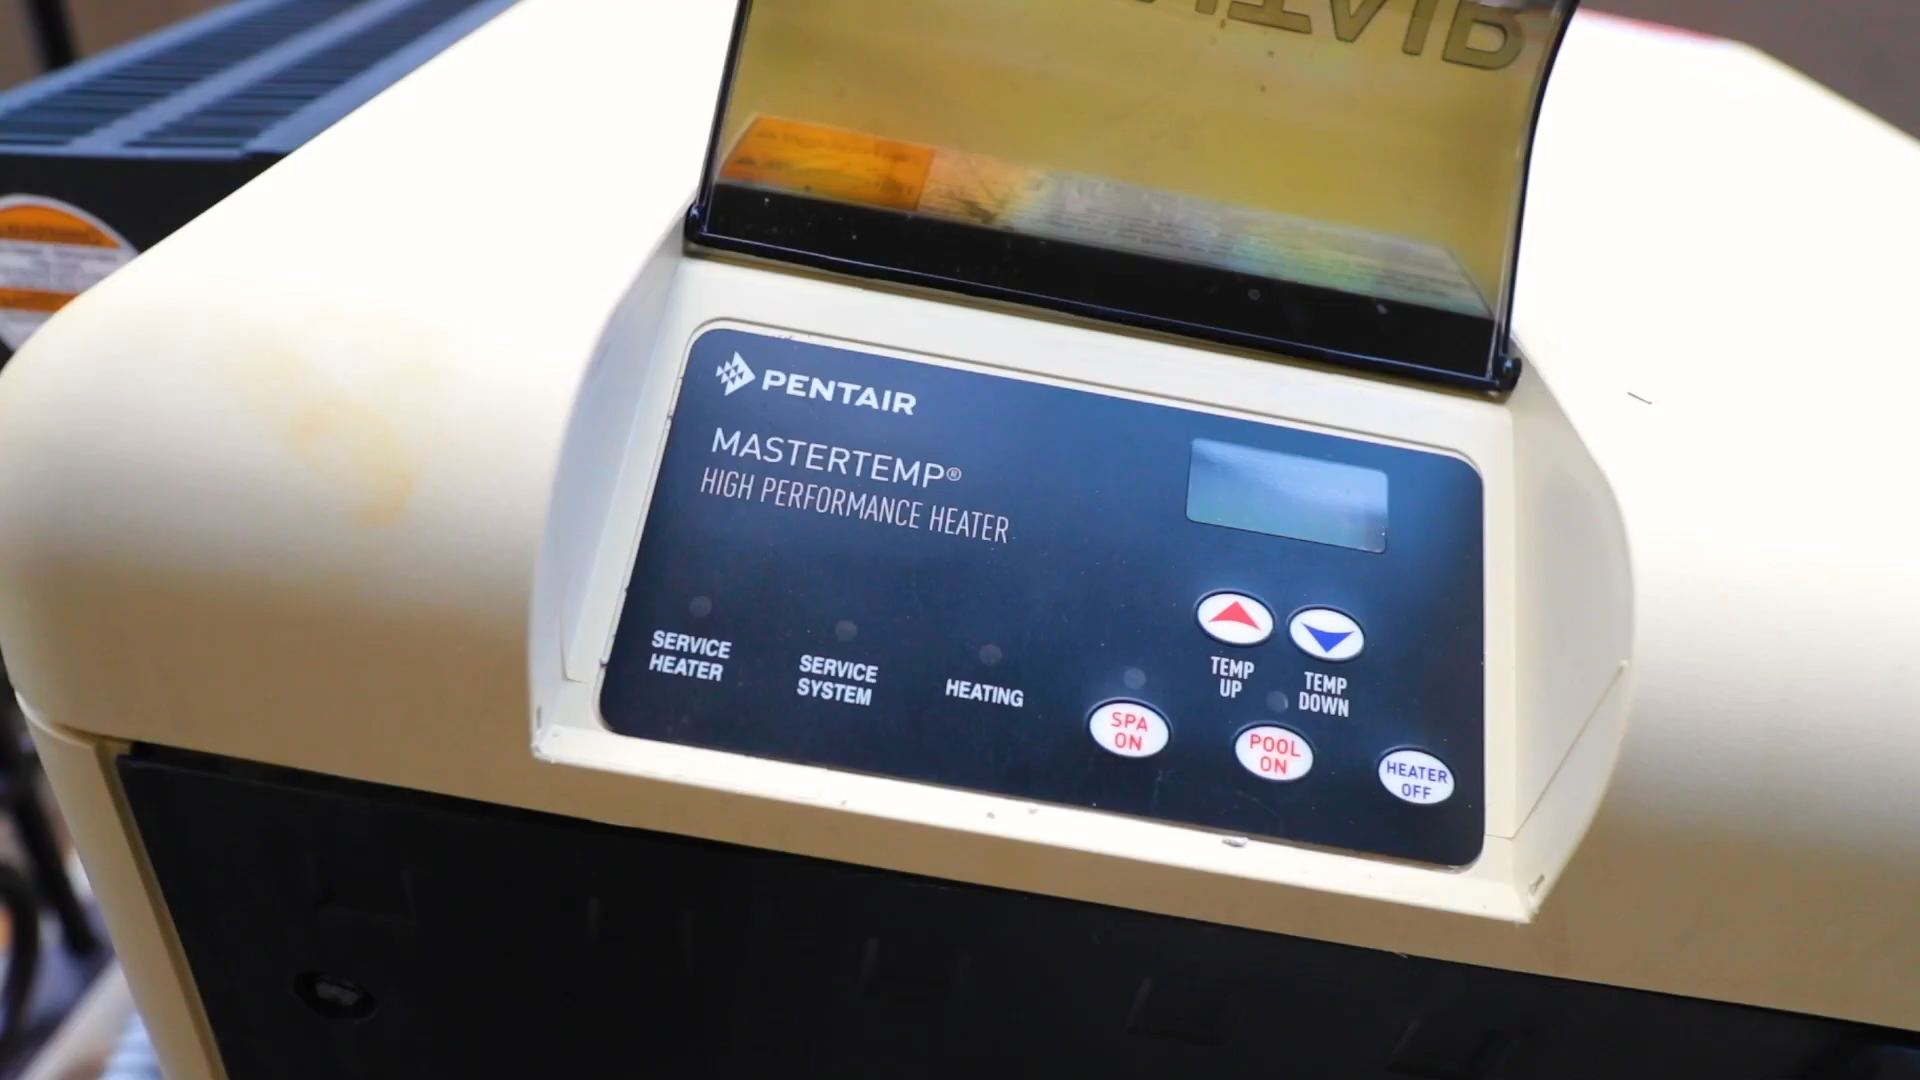 PENTAIR
MASTERTEMP®
HIGH PERFORMANCE HEATER
SERVICE
HEATER
SERVICE
SYSTEM
HEATING
TEMP
UP
TEMP
DOWN
SPA
ON
POOL
ON
HEATER
OFF